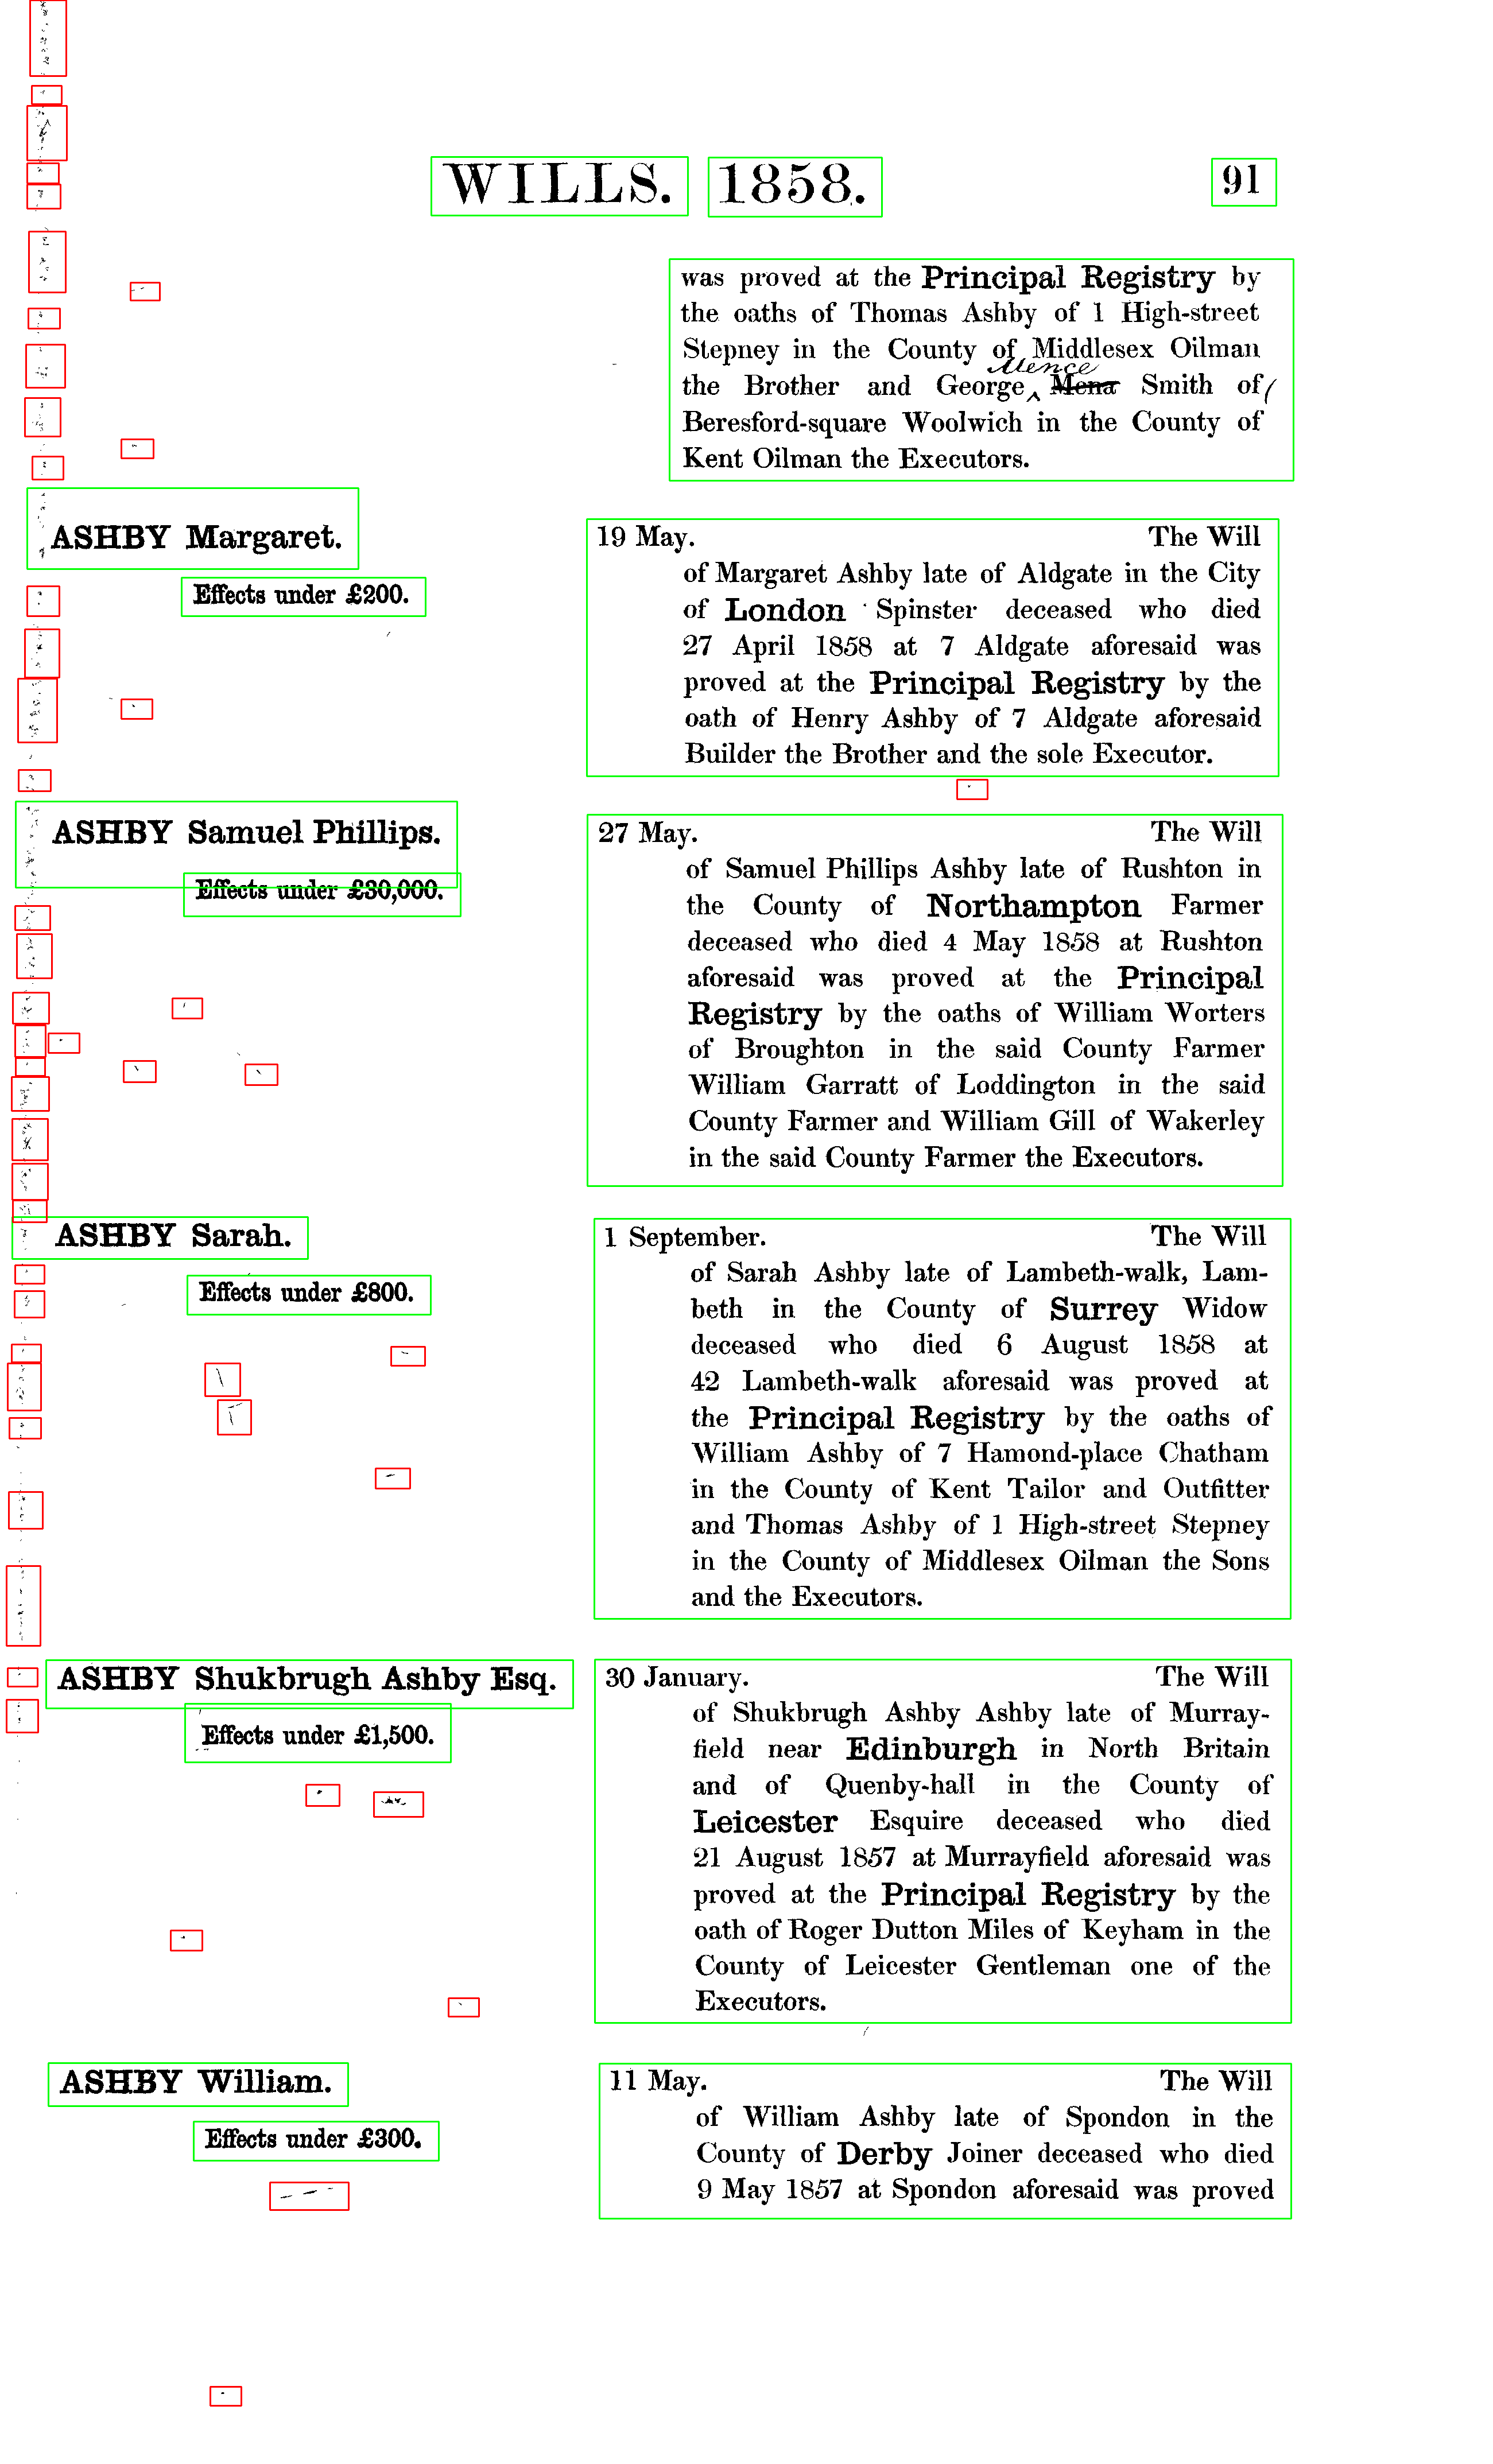 WILLS. 1858. 91
was proved at the Principal Registry by
the oaths of Thomas Ashby of 1 High-street
Stepney in the County of Middlesex Oilman
Mence
the Brother and George ^ Mena Smith of
Beresford-square Woolwich in the County of
Kent Oilman the Executors.
ASHBY Margaret.
Effects under £200.
19 May. The Will
of Margaret Ashby late of Aldgate in the City
of London Spinster deceased who died
27 April 1858 at 7 Aldgate aforesaid was
proved at the Principal Registry by the
oath of Henry Ashby of 7 Aldgate aforesaid
Builder the Brother and the sole Executor.
ASHBY Samuel Phillips.
Effects under £30,000.
27 May. The Will
of Samuel Phillips Ashby late of Rushton in
the County of Northampton Farmer
deceased who died 4 May 1858 at Rushton
aforesaid was proved at the Principal
Registry by the oaths of William Worters
of Broughton in the said County Farmer
William Garratt of Loddington in the said
County Farmer and William Gill of Wakerley
in the said County Farmer the Executors.
ASHBY Sarah.
Effects under £800.
1 September. The Will
of Sarah Ashby late of Lambeth-walk, Lam-
beth in the County of Surrey Widow
deceased who died 6 August 1858 at
42 Lambeth-walk aforesaid was proved at
the Principal Registry by the oaths of
William Ashby of 7 Hamond-place Chatham
in the County of Kent Tailor and Outfitter
and Thomas Ashby of 1 High-street Stepney
in the County of Middlesex Oilman the Sons
and the Executors.
ASHBY Shukbrugh Ashby Esq.
Effects under £1,500.
30 January. The Will
of Shukbrugh Ashby Ashby late of Murray-
field near Edinburgh in North Britain
and of Quenby-hall in the County of
Leicester Esquire deceased who died
21 August 1857 at Murrayfield aforesaid was
proved at the Principal Registry by the
oath of Roger Dutton Miles of Keyham in the
County of Leicester Gentleman one of the
Executors.
ASHBY William.
Effects under £300.
11 May. The Will
of William Ashby late of Spondon in the
County of Derby Joiner deceased who died
9 May 1857 at Spondon aforesaid was proved